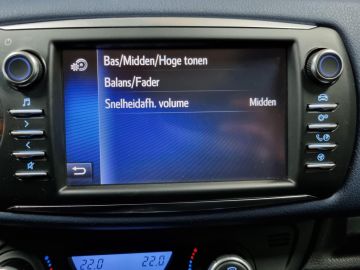 Bas/Midden/Hoge tonen
Balans/Fader
Snelheidafh. volume Midden
22.0 22.0